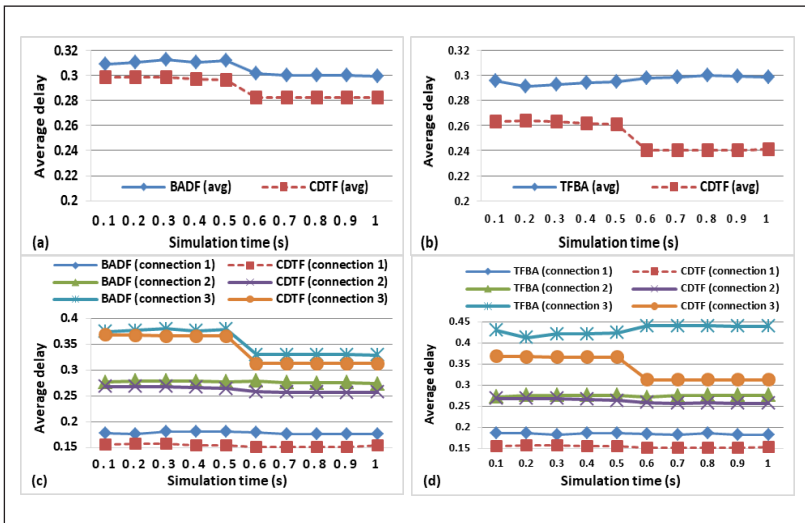 0.32
0.3
0.28
0.26
0.24
0.22
0.2
Average delay
BADF (avg) CDTF (avg)
0.1 0.2 0.3 0.4 0.5 0.6 0.7 0.8 0.9 1
(a) Simulation time (s)
0.32
0.3
0.28
0.26
0.24
0.22
0.2
Average delay
TFBA (avg) CDTF (avg)
0.1 0.2 0.3 0.4 0.5 0.6 0.7 0.8 0.9 1
(b) Simulation time (s)
BADF (connection 1) CDTF (connection 1)
BADF (connection 2) CDTF (connection 2)
BADF (connection 3) CDTF (connection 3)
0.4
0.35
0.3
0.25
0.2
0.15
Average delay
0.1 0.2 0.3 0.4 0.5 0.6 0.7 0.8 0.9 1
(c) Simulation time (s)
TFBA (connection 1) CDTF (connection 1)
TFBA (connection 2) CDTF (connection 2)
TFBA (connection 3) CDTF (connection 3)
0.45
0.4
0.35
0.3
0.25
0.2
0.15
Average delay
0.1 0.2 0.3 0.4 0.5 0.6 0.7 0.8 0.9 1
(d) Simulation time (s)